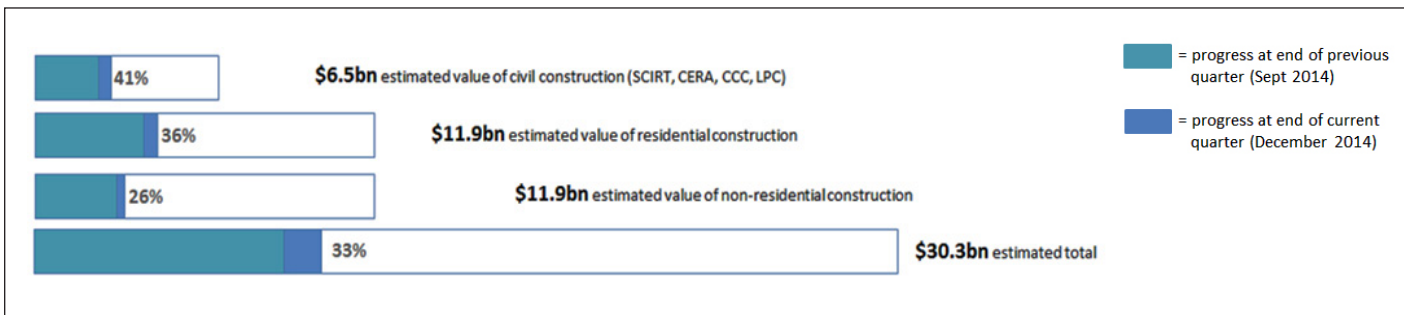 41%
$6.5bn estimated value of civil construction (SCIRT, CERA, CCC, LPC)
36%
$11.9bn estimated value of residential construction
26%
$11.9bn estimated value of non-residential construction
33%
$30.3bn estimated total
= progress at end of previous
quarter (Sept 2014)
= progress at end of current
quarter (December 2014)